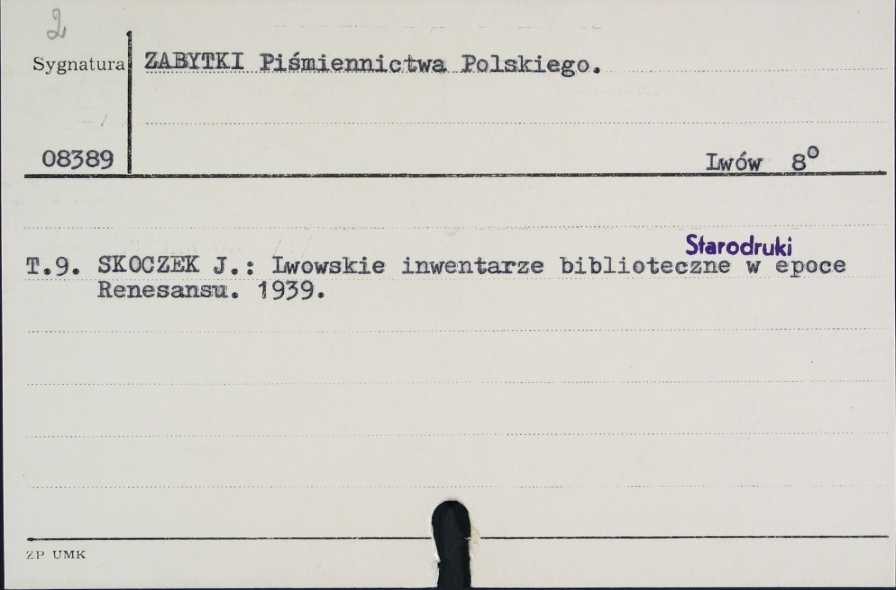 2
Sygnatura
ZABYTKI Piśmiennictwa Polskiego.
08389
Lwów 8°
Starodruki
T.9. SKOCZEK J.: Lwowskie inwentarze biblioteczne w epoce
Renesansu. 1939.
ZP UMK